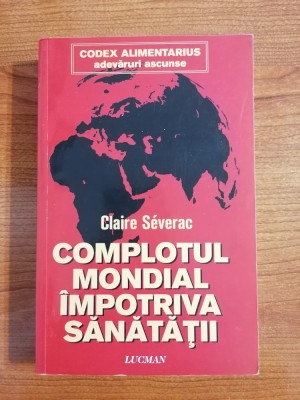 CODEX ALIMENTARIUS
adevăruri ascunse
Claire Séverac
COMPLOTUL
MONDIAL
ÎMPOTRIVA
SĂNĂTĂȚII
LUCMAN